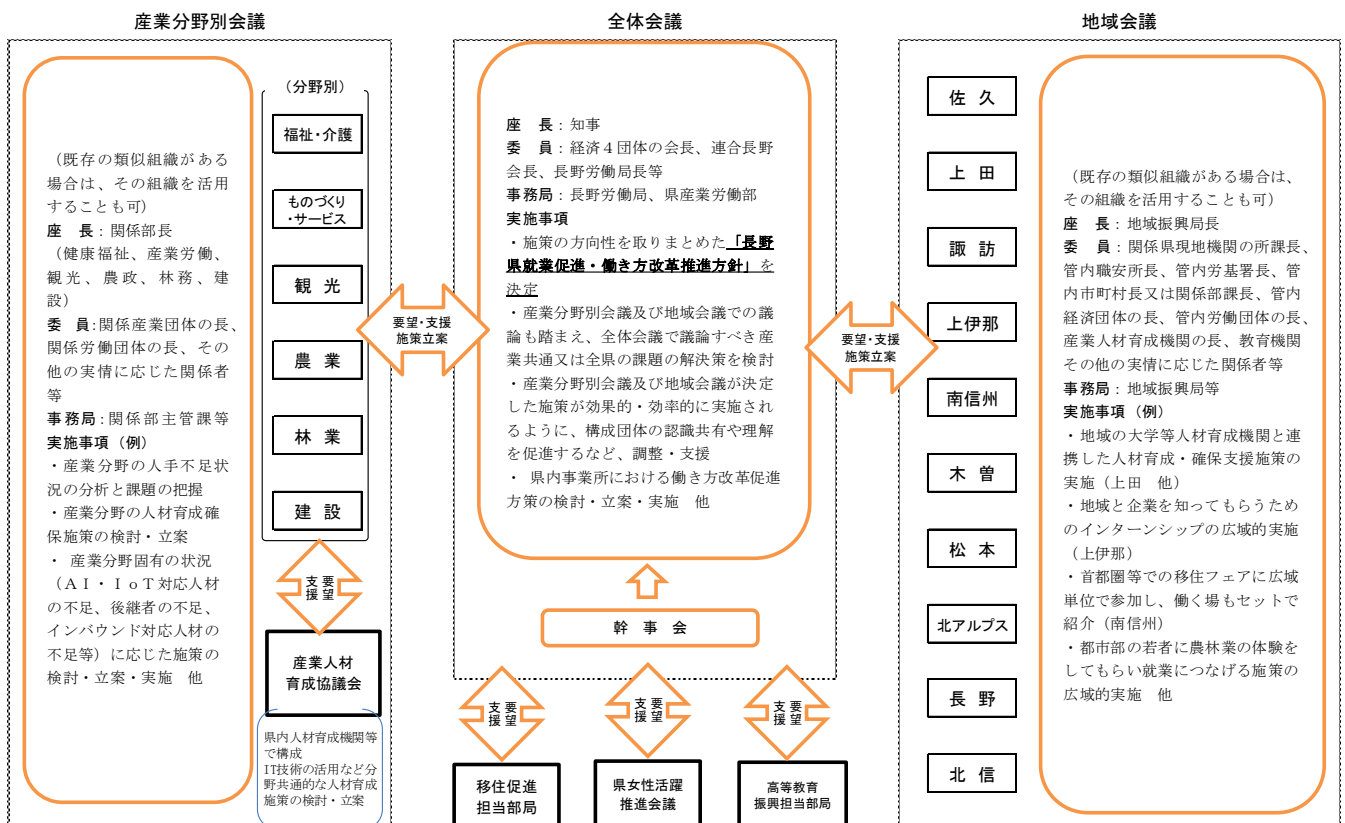 産業分野別会議
（既存の類似組織がある
場合は、その組織を活用
することも可）
座　長：関係部長
（健康福祉、産業労働、
観光、農政、林務、建
設）
委　員：関係産業団体の長、
関係労働団体の長、その
他の実情に応じた関係者
等
事務局：関係部主管課等
実施事項（例）
・産業分野の人手不足状
況の分析と課題の把握
・産業分野の人材育成確
保施策の検討・立案
・ 産業分野固有の状況
（ＡＩ・ＩｏＴ対応人材
の不足、後継者の不足、
インバウンド対応人材の
不足等）に応じた施策の
検討・立案・実施　他
（分野別）
福祉・介護
ものづくり
・サービス
観 光
農 業
林 業
建 設
支援
要望
産業人材
育成協議会
県内人材育成機関等
で構成
IT技術の活用など分
野共通的な人材育成
施策の検討・立案
要望・支援
施策立案
全体会議
座　長：知事
委　員：経済４団体の会長、連合長野
会長、長野労働局長等
事務局：長野労働局、県産業労働部
実施事項
・施策の方向性を取りまとめた「長野
県就業促進・働き方改革推進方針」を
決定
・産業分野別会議及び地域会議での議
論も踏まえ、全体会議で議論すべき産
業共通又は全県の課題の解決策を検討
・産業分野別会議及び地域会議が決定
した施策が効果的・効率的に実施され
るように、構成団体の認識共有や理解
を促進するなど、調整・支援
・ 県内事業所における働き方改革促進
方策の検討・立案・実施　他
幹　事　会
支援
要望
支援
要望
支援
要望
移住促進
担当部局
県女性活躍
推進会議
高等教育
振興担当部局
要望・支援
施策立案
地域会議
佐 久
上 田
諏 訪
上伊那
南信州
木 曽
松 本
北アルプス
長 野
北 信
（既存の類似組織がある場合は、
その組織を活用することも可）
座　長：地域振興局長
委　員：関係県現地機関の所課長、
管内職安所長、管内労基署長、管
内市町村長又は関係部課長、管内
経済団体の長、管内労働団体の長、
産業人材育成機関の長、教育機関
その他の実情に応じた関係者等
事務局：地域振興局等
実施事項（例）
・地域の大学等人材育成機関と連
携した人材育成・確保支援施策の
実施（上田　他）
・地域と企業を知ってもらうため
のインターンシップの広域的実施
（上伊那）
・首都圏等での移住フェアに広域
単位で参加し、働く場もセットで
紹介（南信州）
・都市部の若者に農林業の体験を
してもらい就業につなげる施策の
広域的実施　他